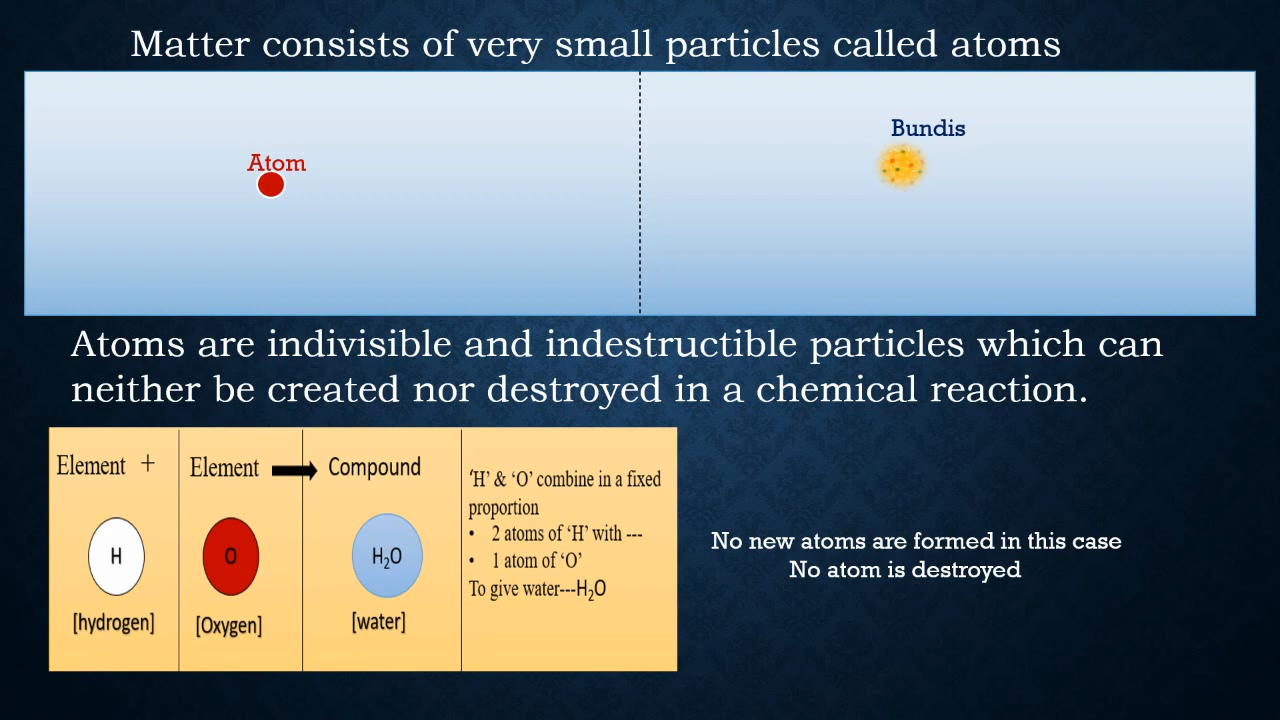 Matter consists of very small particles called atoms
Atom
Bundis
Atoms are indivisible and indestructible particles which can
neither be created nor destroyed in a chemical reaction.
Element +
Element
Compound
'H' & 'O' combine in a fixed
proportion
• 2 atoms of 'H' with ---
• 1 atom of 'O'
To give water---H₂O
H
O
H₂O
[hydrogen]
[Oxygen]
[water]
No new atoms are formed in this case
No atom is destroyed